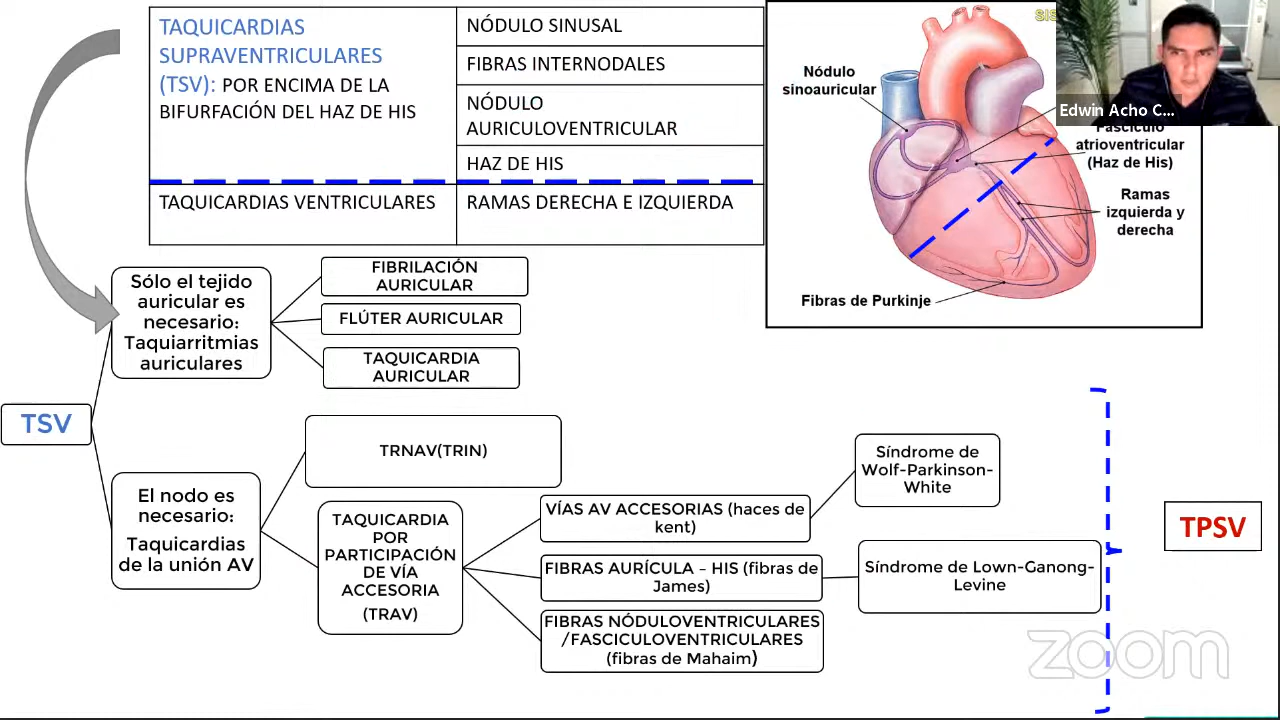 TAQUICARDIAS
SUPRAVENTRICULARES
(TSV): POR ENCIMA DE LA
BIFURFACIÓN DEL HAZ DE HIS
NÓDULO SINUSAL
FIBRAS INTERNODALES
NÓDULO
AURICULOVENTRICULAR
HAZ DE HIS
TAQUICARDIAS VENTRICULARES
RAMAS DERECHA E IZQUIERDA
SIS
Nódulo
sinoauricular
Edwin Acho C...
Fascículo
atrioventricular
(Haz de His)
Ramas
izquierda y
derecha
Fibras de Purkinje
Sólo el tejido
auricular es
necesario:
Taquiarritmias
auriculares
FIBRILACIÓN
AURICULAR
FLÚTER AURICULAR
TAQUICARDIA
AURICULAR
TSV
El nodo es
necesario:
Taquicardias
de la unión AV
TRNAV(TRIN)
TAQUICARDIA
POR
PARTICIPACIÓN
DE VÍA
ACCESORIA
(TRAV)
VÍAS AV ACCESORIAS (haces de
kent)
FIBRAS AURÍCULA – HIS (fibras de
James)
FIBRAS NÓDULOVENTRICULARES
/FASCICULOVENTRICULARES
(fibras de Mahaim)
Síndrome de
Wolf-Parkinson-
White
Síndrome de Lown-Ganong-
Levine
TPSV
zoom